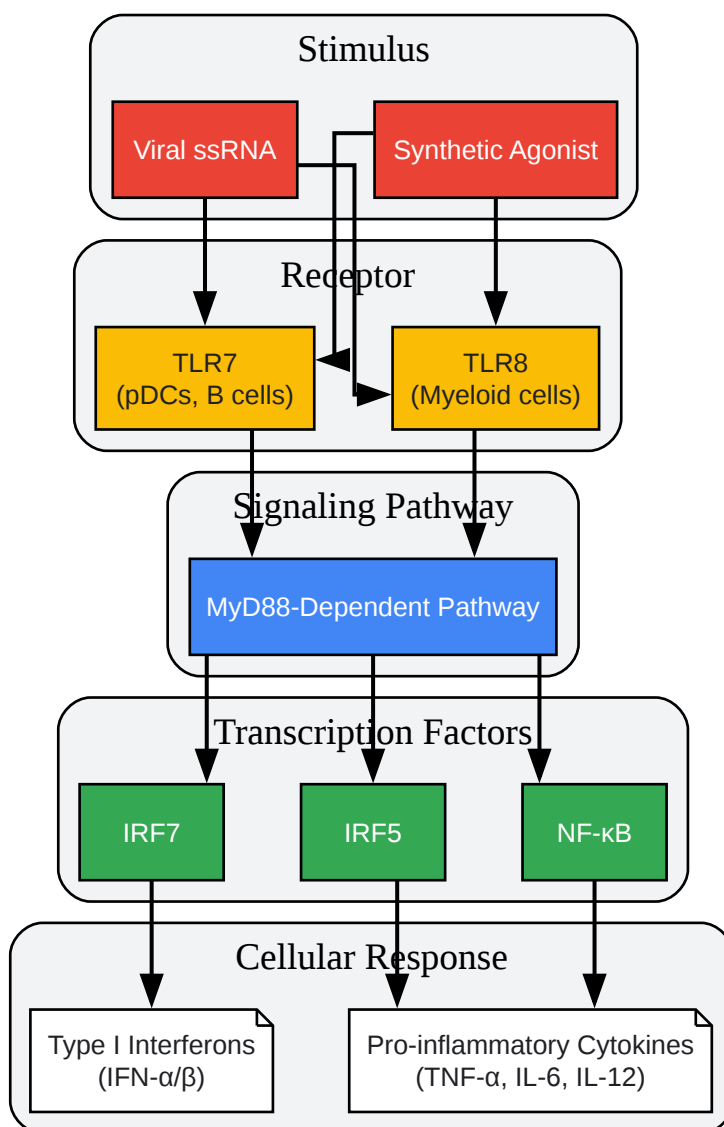 Stimulus
Viral ssRNA
Synthetic Agonist
Receptor
TLR7
(pDCs, B cells)
TLR8
(Myeloid cells)
Signaling Pathway
MyD88-Dependent Pathway
Transcription Factors
IRF7
IRF5
NF-κB
Cellular Response
Type I Interferons
(IFN-α/β)
Pro-inflammatory Cytokines
(TNF-α, IL-6, IL-12)